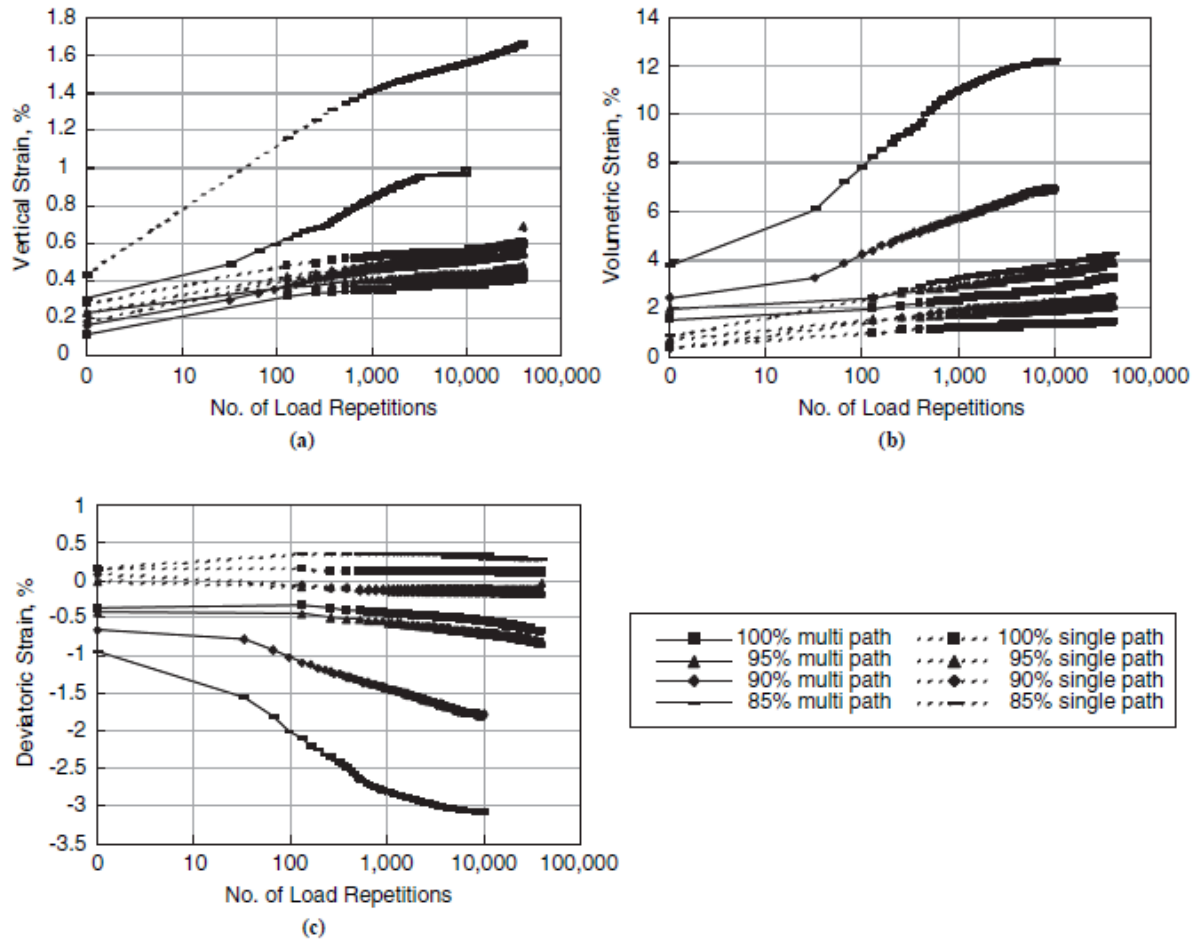 1.8
1.6
1.4
1.2
1
0.8
0.6
0.4
0.2
0
Vertical Strain, %
0 10 100 1,000 10,000 100,000
No. of Load Repetitions
(a)
14
12
10
8
6
4
2
0
Volumetric Strain, %
0 10 100 1,000 10,000 100,000
No. of Load Repetitions
(b)
1
0.5
0
-0.5
-1
-1.5
-2
-2.5
-3
-3.5
Deviatoric Strain, %
0 10 100 1,000 10,000 100,000
No. of Load Repetitions
(c)
100% multi path 100% single path
95% multi path 95% single path
90% multi path 90% single path
85% multi path 85% single path